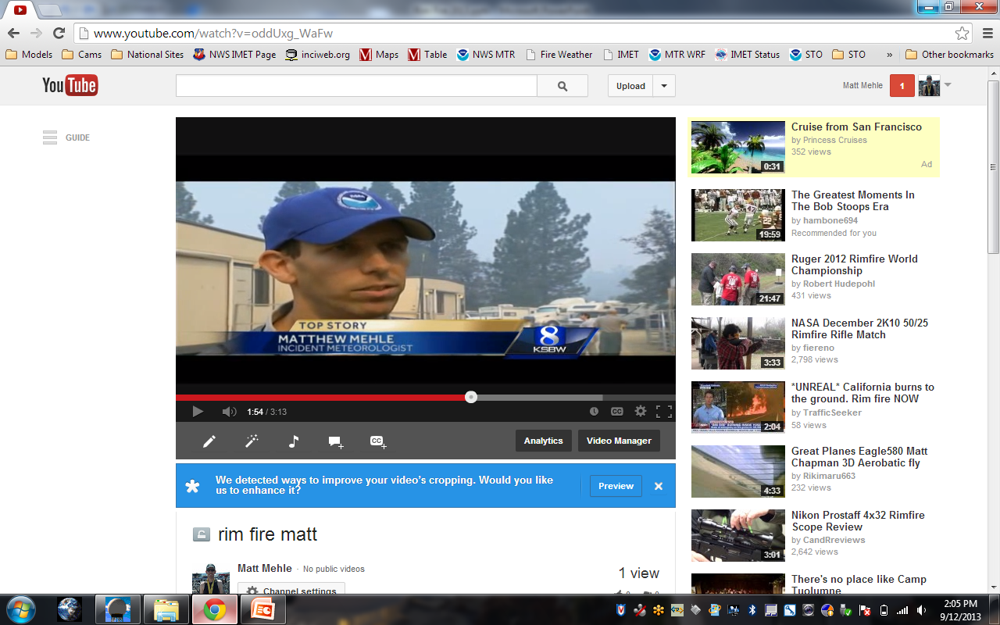 www.youtube.com/watch?v=oddUxg_WaFw
Models Cams National Sites NWS IMET Page inciweb.org Maps Table NWS MTR Fire Weather IMET MTR WRF IMET Status STO STO » Other bookmarks
YouTube
Upload
Matt Mehle 1
GUIDE
TOP STORY
MATTHEW MEHLE
INCIDENT METEOROLOGIST
8
KSBW
1:54 / 3:13
CC
CC
Analytics Video Manager
We detected ways to improve your video's cropping. Would you like
us to enhance it?
Preview
rim fire matt
Matt Mehle · No public videos
1 view
Channel settings
Cruise from San Francisco
by Princess Cruises
352 views
Ad
0:31
The Greatest Moments In
The Bob Stoops Era
by hambone694
Recommended for you
19:59
Ruger 2012 Rimfire World
Championship
by Robert Hudepohl
431 views
21:47
NASA December 2K10 50/25
Rimfire Rifle Match
by fiereno
2,798 views
3:33
*UNREAL* California burns to
the ground. Rim fire NOW
by TrafficSeeker
58 views
2:04
Great Planes Eagle580 Matt
Chapman 3D Aerobatic fly
by Rikimaru663
232 views
4:33
Nikon Prostaff 4x32 Rimfire
Scope Review
by CandRreviews
2,642 views
3:01
There's no place like Camp
Tuolumne
2:05 PM
9/12/2013